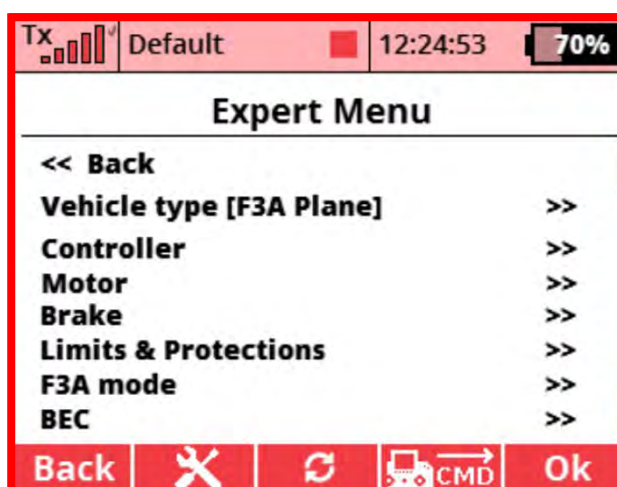 Tx Default 12:24:53 70%
Expert Menu
<< Back
Vehicle type [F3A Plane] >>
Controller >>
Motor >>
Brake >>
Limits & Protections >>
F3A mode >>
BEC >>
Back CMD Ok